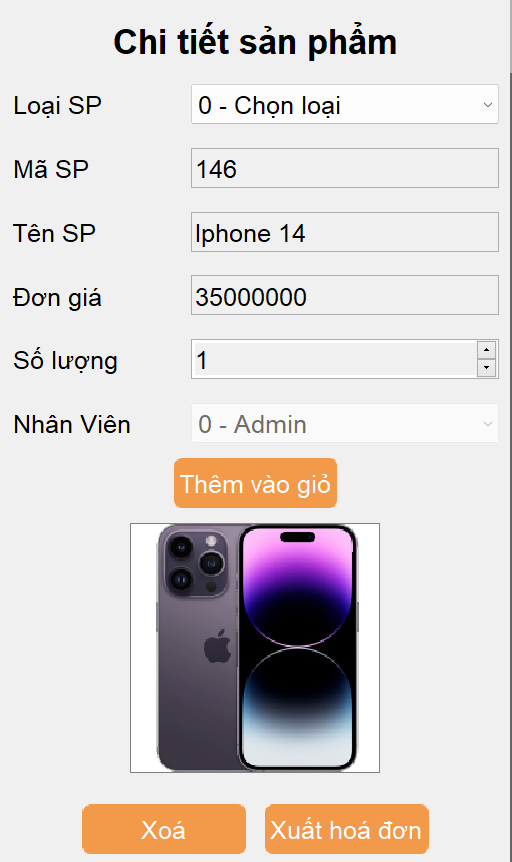 Chi tiết sản phẩm
Loại SP 0 - Chọn loại
Mã SP 146
Tên SP Iphone 14
Đơn giá 35000000
Số lượng 1
Nhân Viên 0 - Admin
Thêm vào giỏ
Xoá Xuất hoá đơn